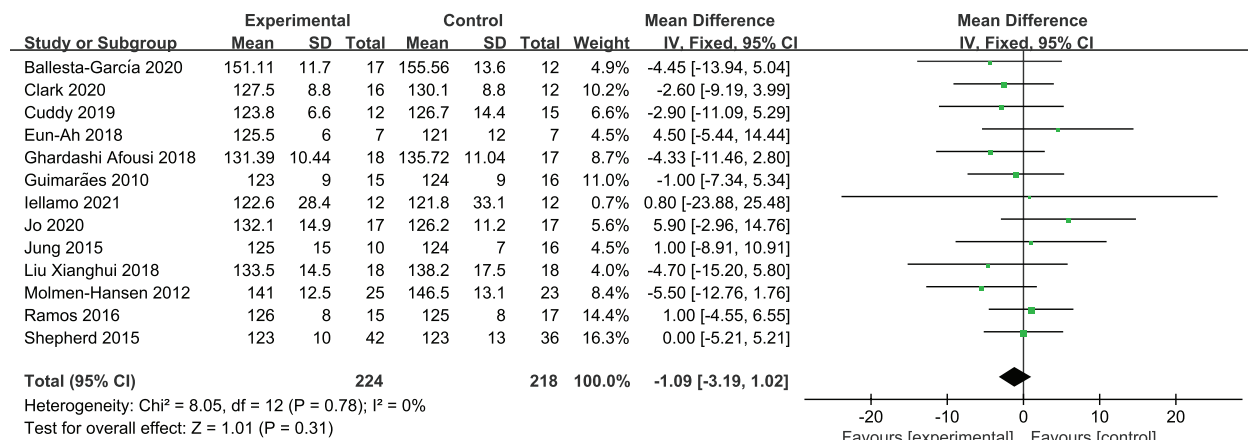 Experimental Control Mean Difference Mean Difference
Study or Subgroup Mean SD Total Mean SD Total Weight IV, Fixed, 95% CI IV, Fixed, 95% CI
Ballesta-García 2020 151.11 11.7 17 155.56 13.6 12 4.9% -4.45 [-13.94, 5.04]
Clark 2020 127.5 8.8 16 130.1 8.8 12 10.2% -2.60 [-9.19, 3.99]
Cuddy 2019 123.8 6.6 12 126.7 14.4 15 6.6% -2.90 [-11.09, 5.29]
Eun-Ah 2018 125.5 6 7 121 12 7 4.5% 4.50 [-5.44, 14.44]
Ghardashi Afousi 2018 131.39 10.44 18 135.72 11.04 17 8.7% -4.33 [-11.46, 2.80]
Guimarães 2010 123 9 15 124 9 16 11.0% -1.00 [-7.34, 5.34]
Iellamo 2021 122.6 28.4 12 121.8 33.1 12 0.7% 0.80 [-23.88, 25.48]
Jo 2020 132.1 14.9 17 126.2 11.2 17 5.6% 5.90 [-2.96, 14.76]
Jung 2015 125 15 10 124 7 16 4.5% 1.00 [-8.91, 10.91]
Liu Xianghui 2018 133.5 14.5 18 138.2 17.5 18 4.0% -4.70 [-15.20, 5.80]
Molmen-Hansen 2012 141 12.5 25 146.5 13.1 23 8.4% -5.50 [-12.76, 1.76]
Ramos 2016 126 8 15 125 8 17 14.4% 1.00 [-4.55, 6.55]
Shepherd 2015 123 10 42 123 13 36 16.3% 0.00 [-5.21, 5.21]
Total (95% CI) 224 218 100.0% -1.09 [-3.19, 1.02]
Heterogeneity: Chi² = 8.05, df = 12 (P = 0.78); I² = 0%
Test for overall effect: Z = 1.01 (P = 0.31)
-20 -10 0 10 20
Favours [experimental] Favours [control]